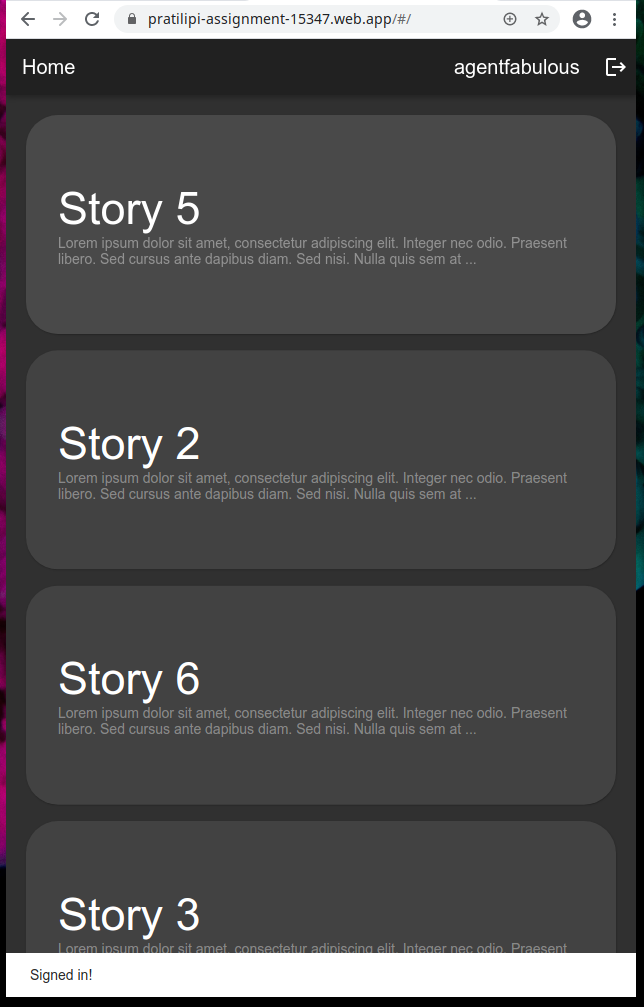 pratilipi-assignment-15347.web.app/#/
Home
agentfabulous
Story 5
Lorem ipsum dolor sit amet, consectetur adipiscing elit. Integer nec odio. Praesent
libero. Sed cursus ante dapibus diam. Sed nisi. Nulla quis sem at ...
Story 2
Lorem ipsum dolor sit amet, consectetur adipiscing elit. Integer nec odio. Praesent
libero. Sed cursus ante dapibus diam. Sed nisi. Nulla quis sem at ...
Story 6
Lorem ipsum dolor sit amet, consectetur adipiscing elit. Integer nec odio. Praesent
libero. Sed cursus ante dapibus diam. Sed nisi. Nulla quis sem at ...
Story 3
Lorem ipsum dolor sit amet, consectetur adipiscing elit. Integer nec odio. Praesent
Signed in!